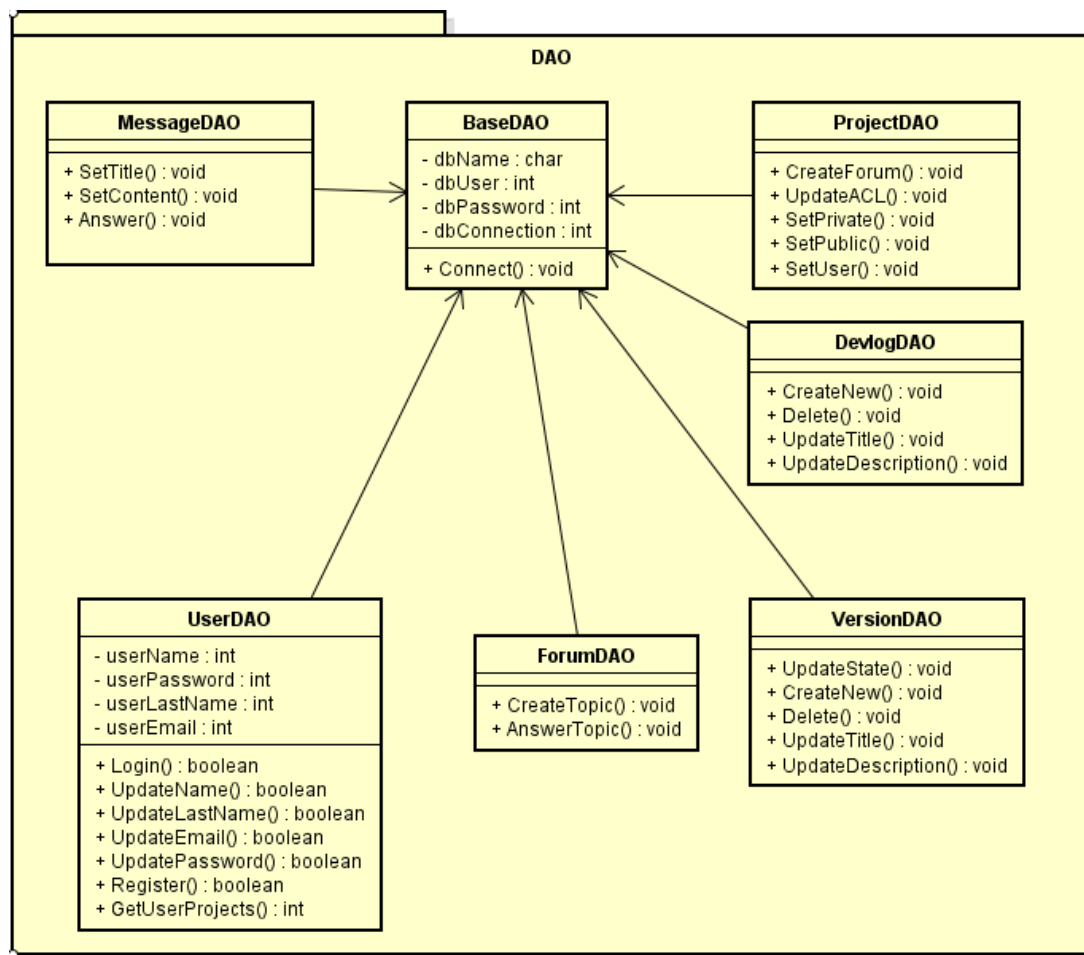 DAO
MessageDAO
+ SetTitle() : void
+ SetContent() : void
+ Answer() : void
BaseDAO
- dbName : char
- dbUser : int
- dbPassword : int
- dbConnection : int
+ Connect() : void
ProjectDAO
+ CreateForum() : void
+ UpdateACL() : void
+ SetPrivate() : void
+ SetPublic() : void
+ SetUser() : void
DevlogDAO
+ CreateNew() : void
+ Delete() : void
+ UpdateTitle() : void
+ UpdateDescription() : void
UserDAO
- userName : int
- userPassword : int
- userLastName : int
- userEmail : int
+ Login() : boolean
+ UpdateName() : boolean
+ UpdateLastName() : boolean
+ UpdateEmail() : boolean
+ UpdatePassword() : boolean
+ Register() : boolean
+ GetUserProjects() : int
ForumDAO
+ CreateTopic() : void
+ AnswerTopic() : void
VersionDAO
+ UpdateState() : void
+ CreateNew() : void
+ Delete() : void
+ UpdateTitle() : void
+ UpdateDescription() : void